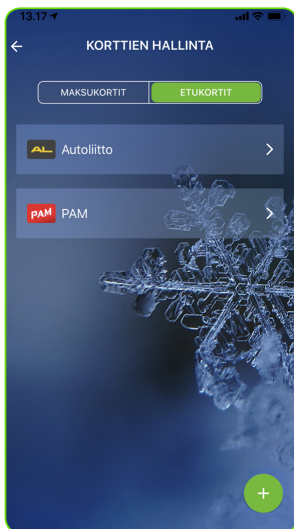 13.17
KORTTIEN HALLINTA
MAKSUKORTIT ETUKORTIT
AL Autoliitto
PAM PAM